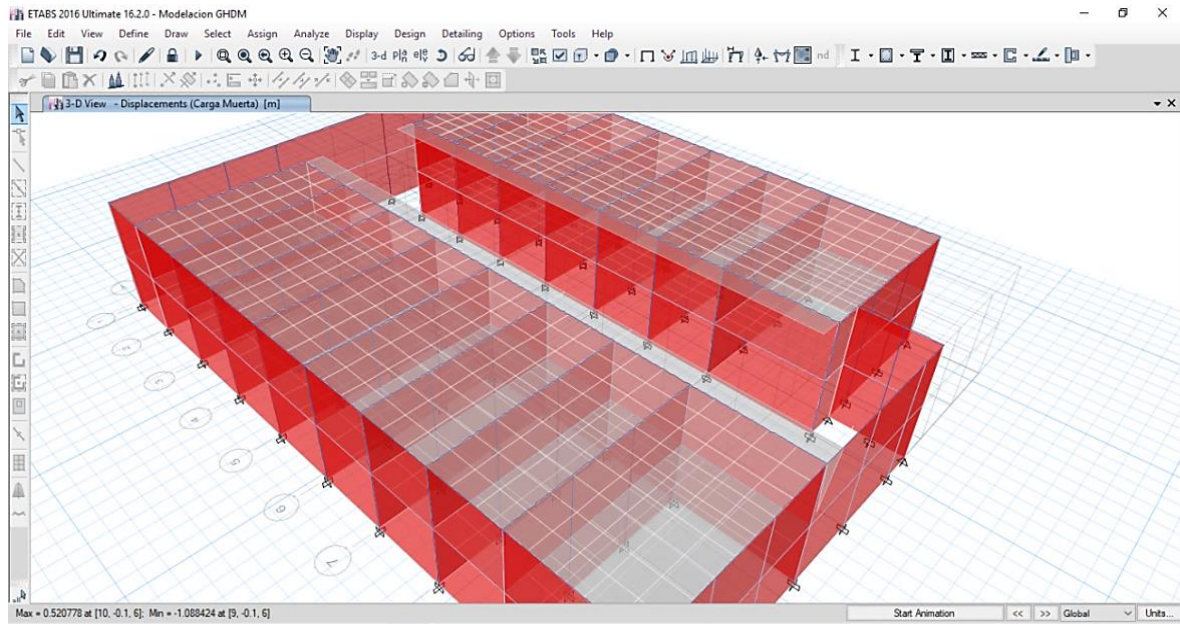 ETABS 2016 Ultimate 16.2.0 - Modelacion GHDM
File Edit View Define Draw Select Assign Analyze Display Design Detailing Options Tools Help
3-d nd
3-D View - Displacements (Carga Muerta) [m]
Max = 0.520778 at [10, -0.1, 6]; Min = -1.088424 at [9, -0.1, 6]
Start Animation << >> Global Units...